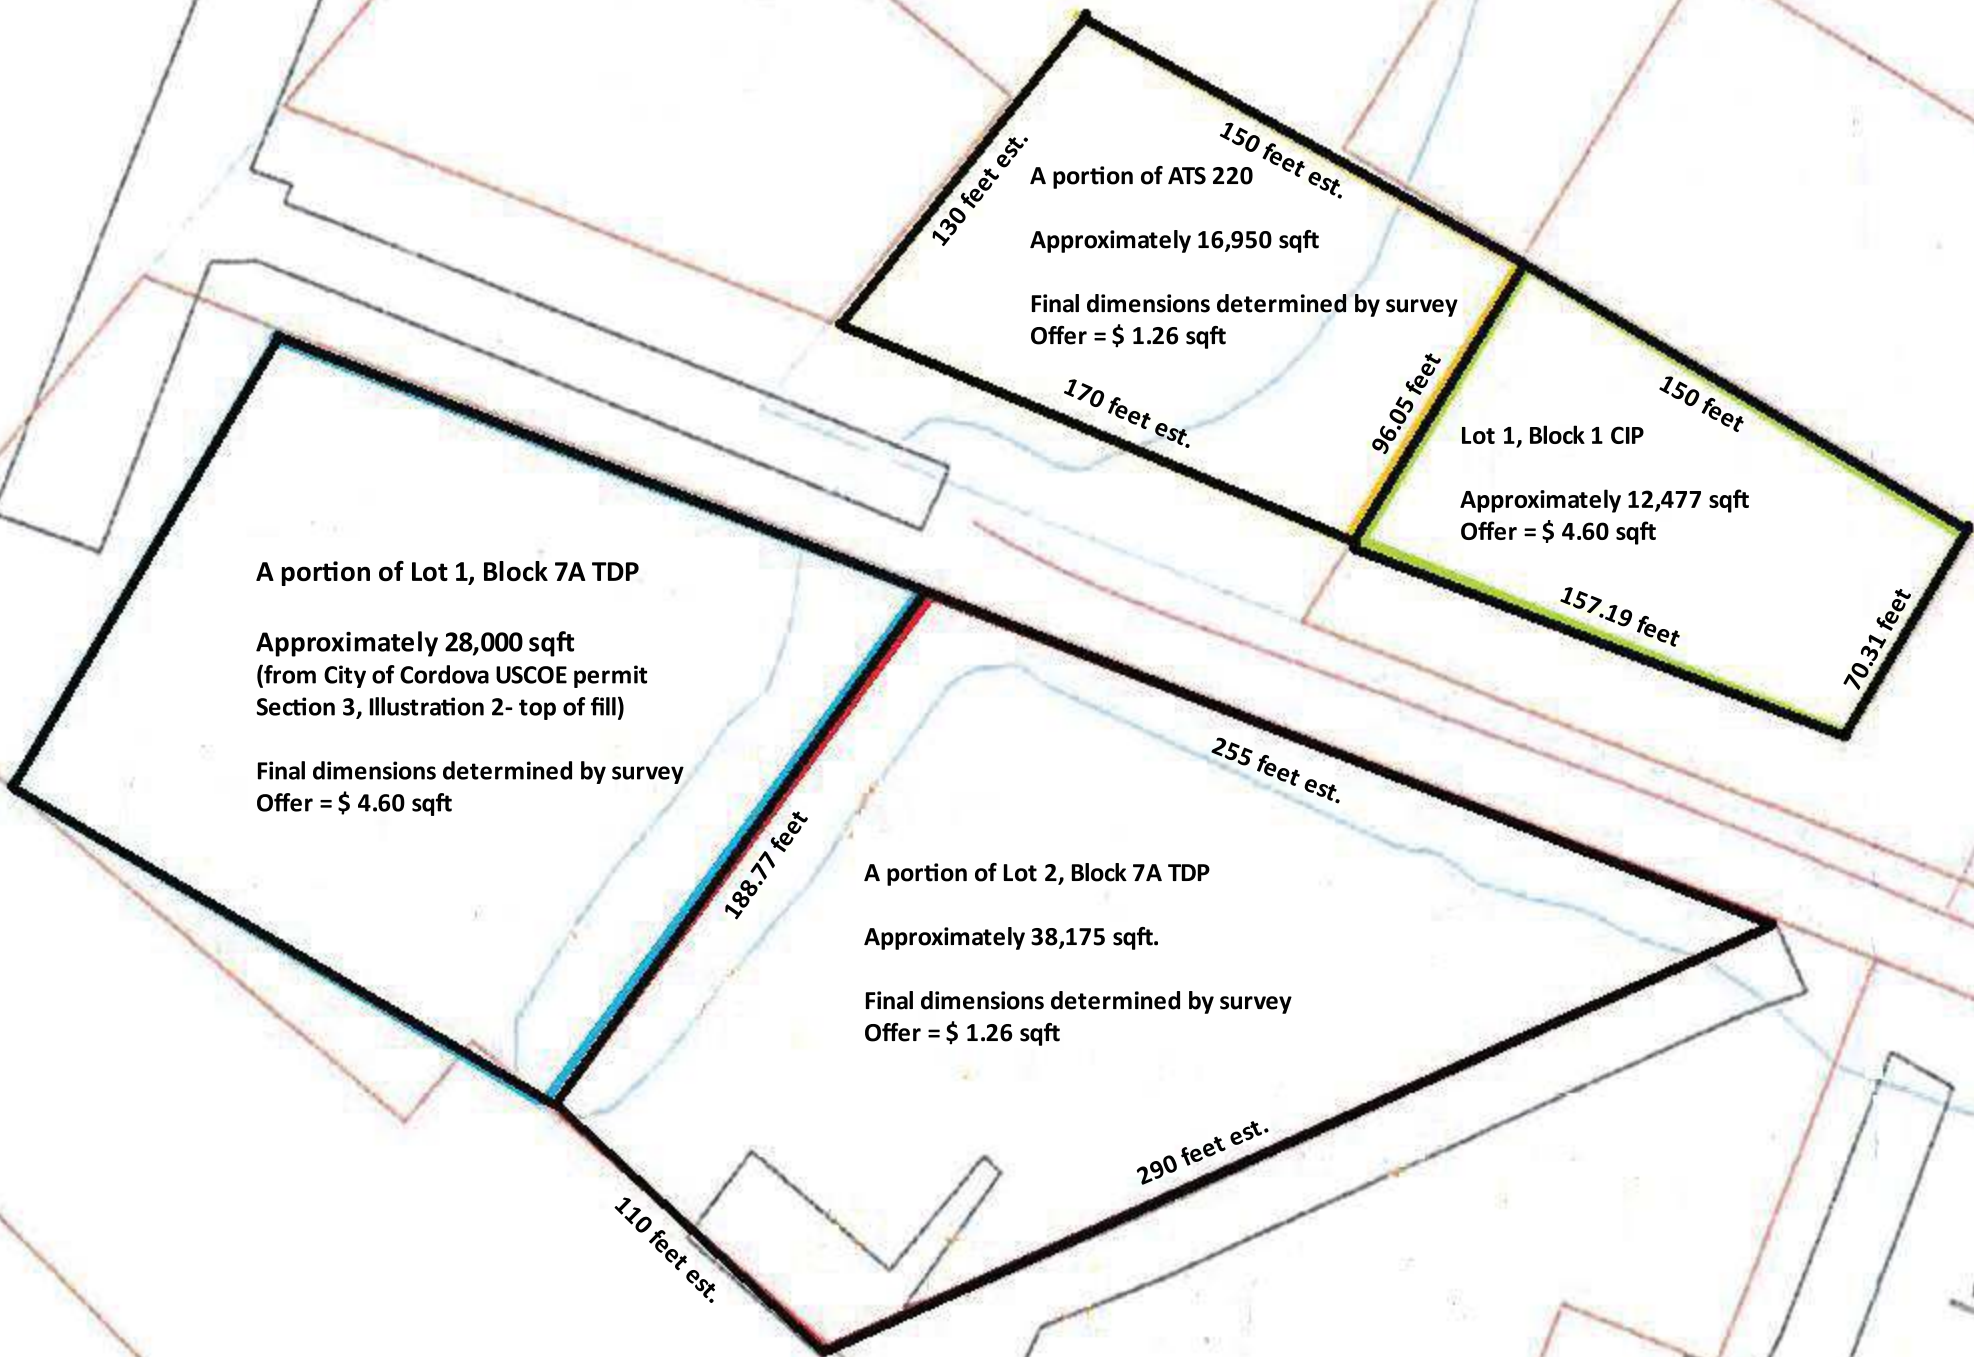 150 feet est.
130 feet est.
A portion of ATS 220
Approximately 16,950 sqft
Final dimensions determined by survey
Offer = $ 1.26 sqft
170 feet est.
96.05 feet
150 feet
Lot 1, Block 1 CIP
Approximately 12,477 sqft
Offer = $ 4.60 sqft
157.19 feet
70.31 feet
A portion of Lot 1, Block 7A TDP
Approximately 28,000 sqft
(from City of Cordova USCOE permit
Section 3, Illustration 2- top of fill)
Final dimensions determined by survey
Offer = $ 4.60 sqft
188.77 feet
255 feet est.
A portion of Lot 2, Block 7A TDP
Approximately 38,175 sqft.
Final dimensions determined by survey
Offer = $ 1.26 sqft
290 feet est.
110 feet est.